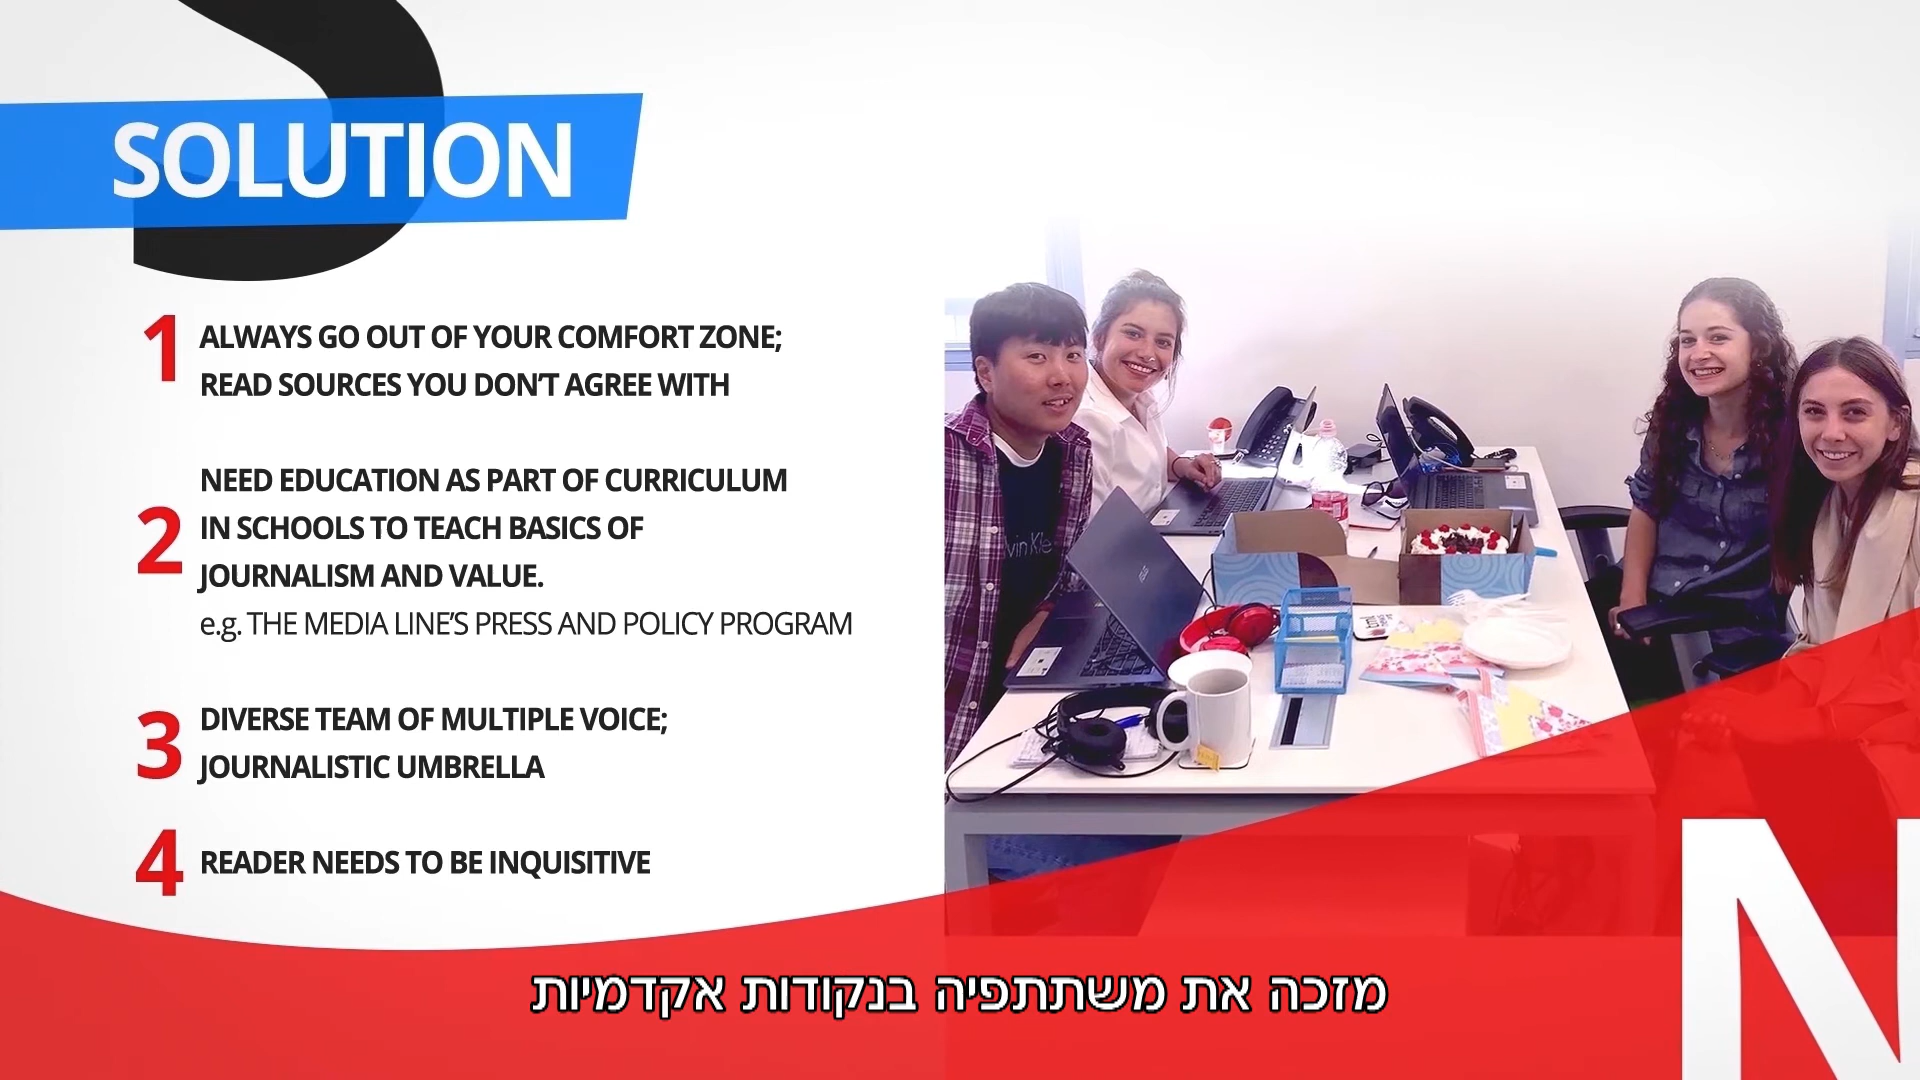 SOLUTION
1 ALWAYS GO OUT OF YOUR COMFORT ZONE;
READ SOURCES YOU DON'T AGREE WITH
2 NEED EDUCATION AS PART OF CURRICULUM
IN SCHOOLS TO TEACH BASICS OF
JOURNALISM AND VALUE.
e.g. THE MEDIA LINE'S PRESS AND POLICY PROGRAM
3 DIVERSE TEAM OF MULTIPLE VOICE;
JOURNALISTIC UMBRELLA
4 READER NEEDS TO BE INQUISITIVE
N
מזכה את משתתפיה בנקודות אקדמיות